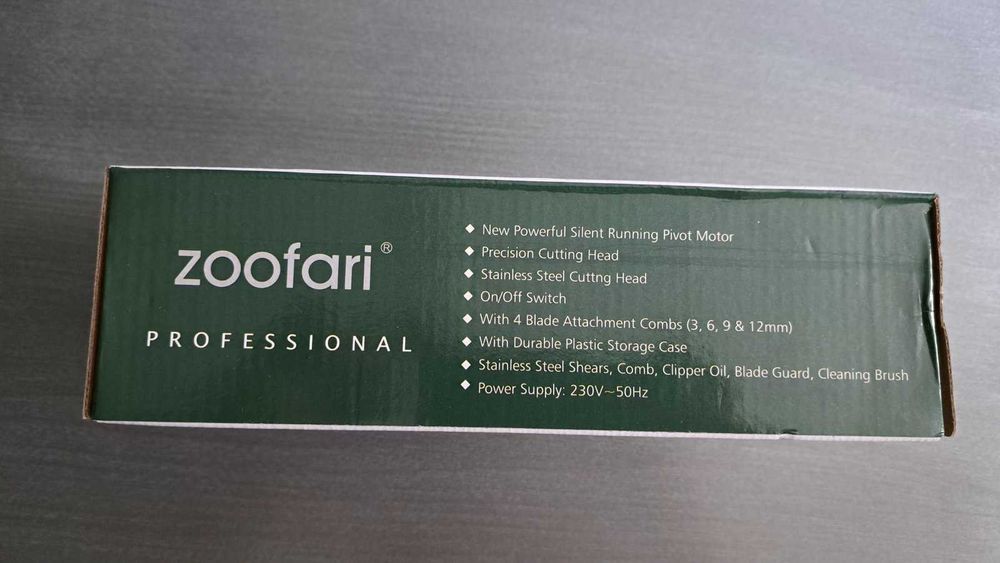 zoofari®
PROFESSIONAL
◆ New Powerful Silent Running Pivot Motor
◆ Precision Cutting Head
◆ Stainless Steel Cuttng Head
◆ On/Off Switch
◆ With 4 Blade Attachment Combs (3, 6, 9 & 12mm)
◆ With Durable Plastic Storage Case
◆ Stainless Steel Shears, Comb, Clipper Oil, Blade Guard, Cleaning Brush
◆ Power Supply: 230V~50Hz